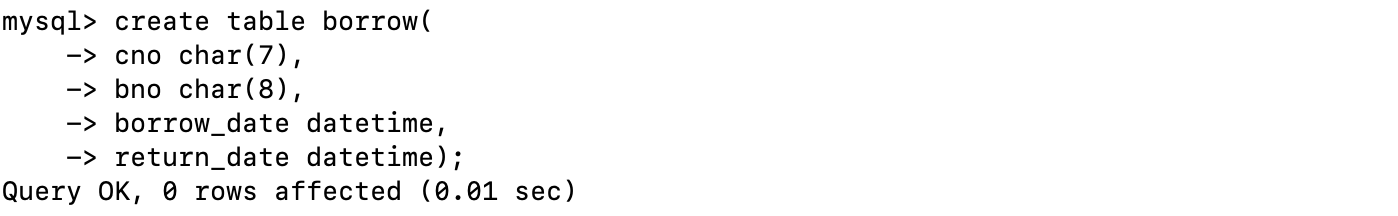 mysql> create table borrow(
    -> cno char(7),
    -> bno char(8),
    -> borrow_date datetime,
    -> return_date datetime);
Query OK, 0 rows affected (0.01 sec)